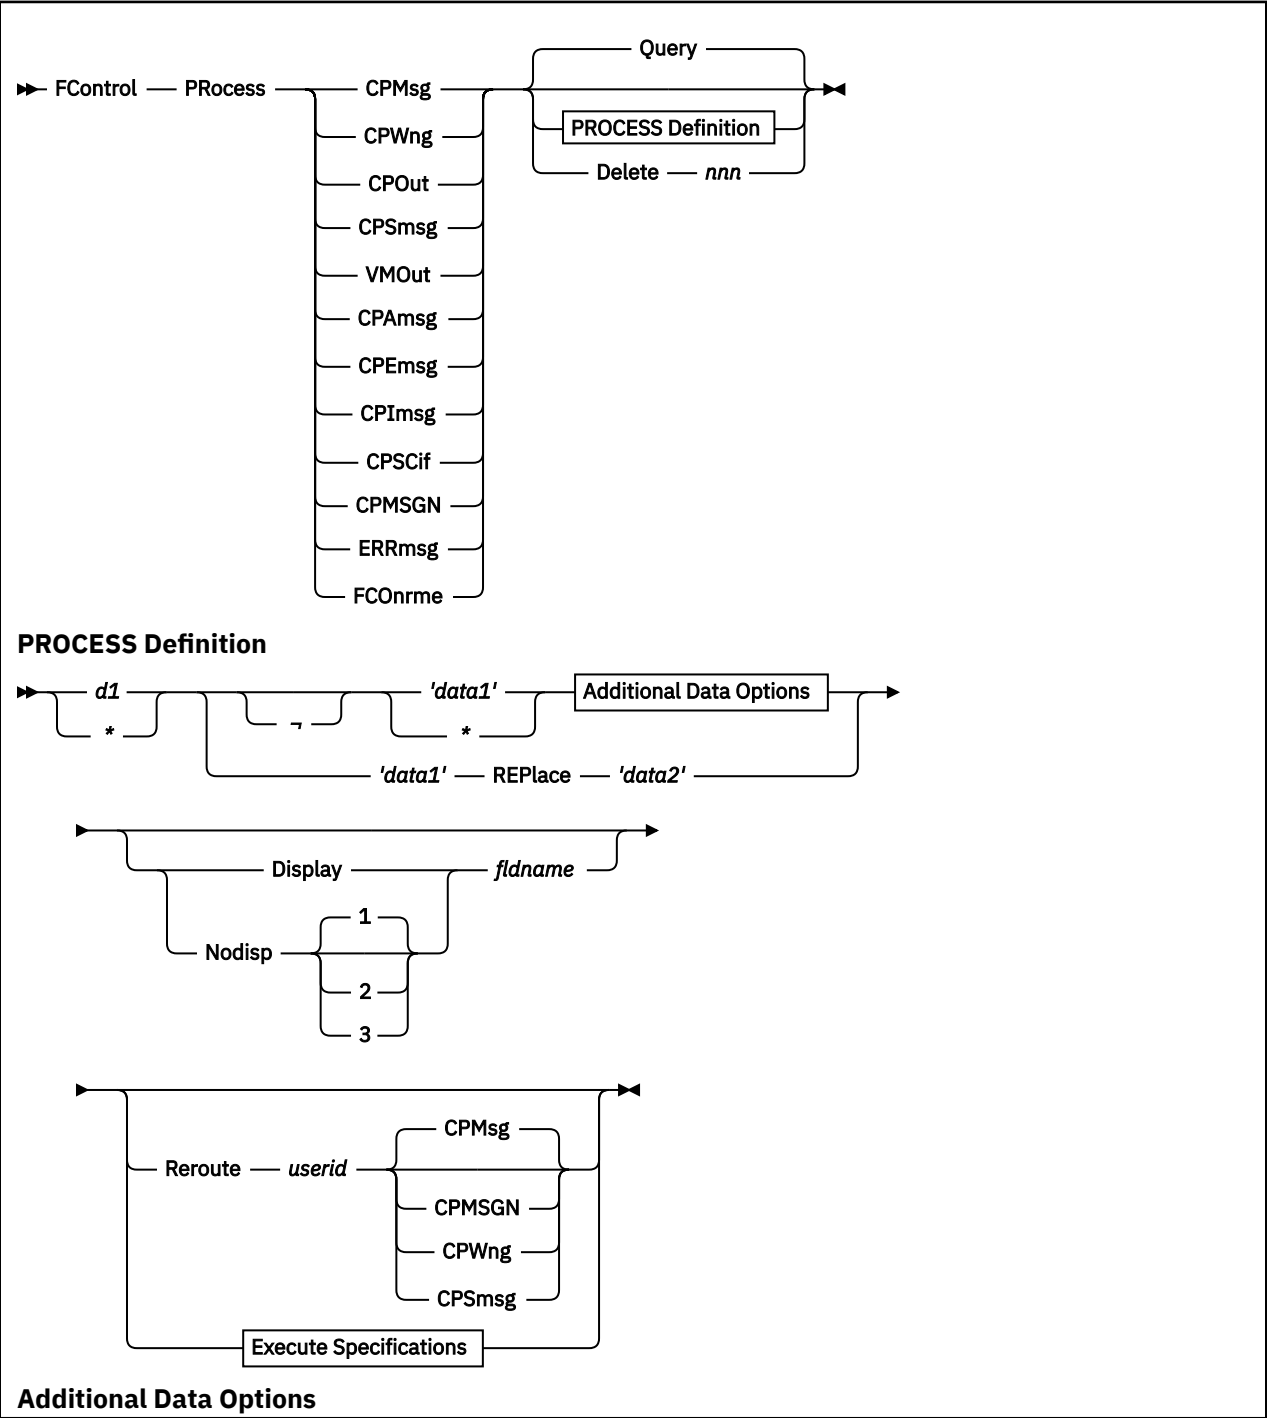 Query
FControl PRocess CPMsg
PROCESS Definition
CPWng
Delete nnn
CPOut
CPSmsg
VMOut
CPAmsg
CPEmsg
CPImsg
CPSCif
CPMSGN
ERRmsg
FCOnrme
PROCESS Definition
d1 'data1' Additional Data Options
* ¬ *
'data1' REPlace 'data2'
Display fldname
1
Nodisp
2
3
CPMsg
Reroute userid
CPMSGN
CPWng
CPSmsg
Execute Specifications
Additional Data Options